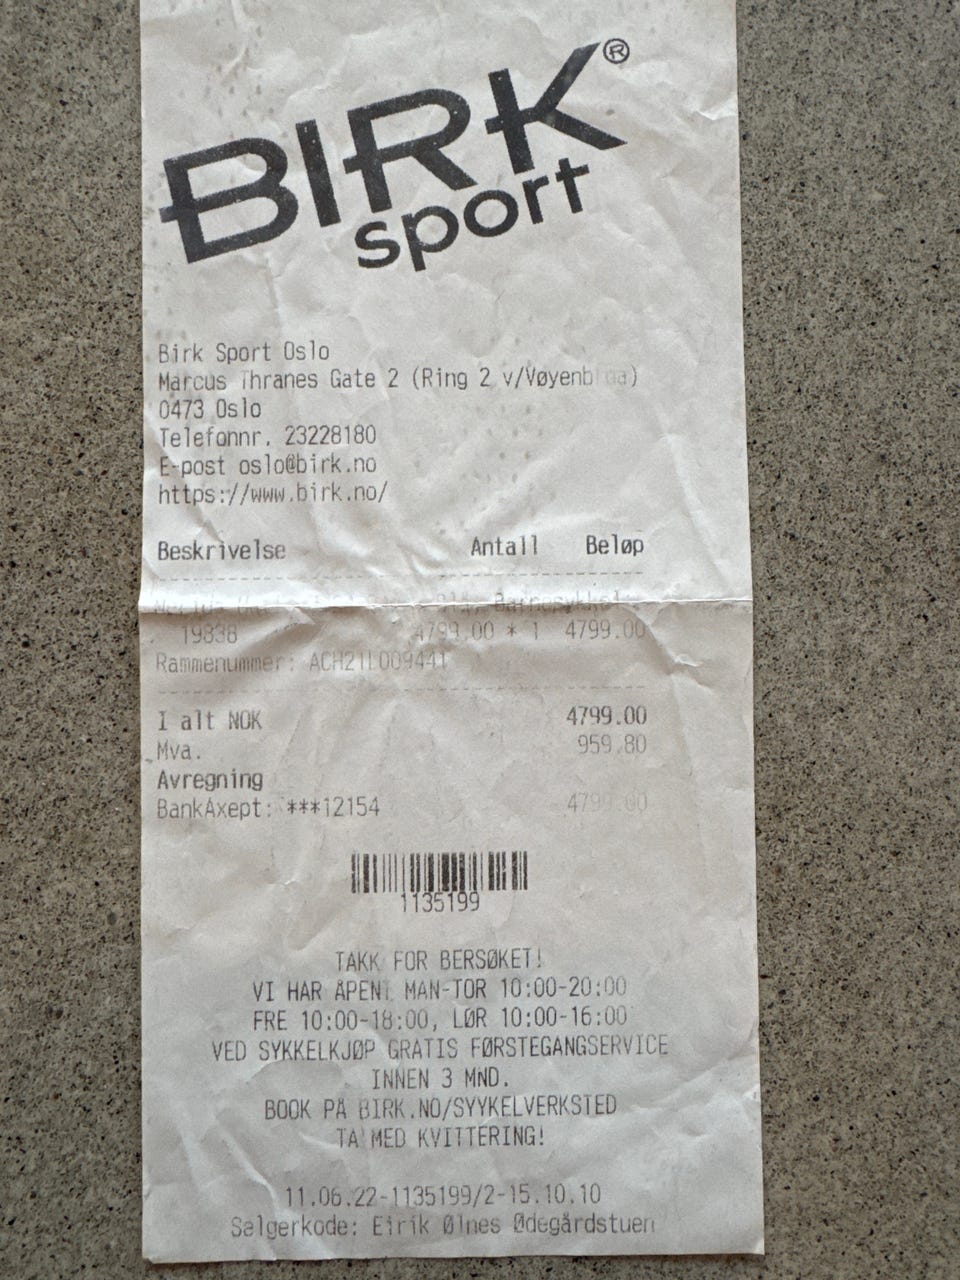 BIRK®
sport
Birk Sport Oslo
Marcus Thranes Gate 2 (Ring 2 v/Vøyenb
0473 Oslo
Telefonnr. 23228180
E-post oslo@birk.no
https://www.birk.no/
Beskrivelse Antall Beløp
Barnesykkel
19838 4799.00 * 1 4799.00
Rammenummer: ACH21L009441
I alt NOK 4799.00
Mva. 959.80
Avregning
BankAxept: ***12154 4799.00
1135199
TAKK FOR BERSØKET!
VI HAR ÅPENT MAN-TOR 10:00-20:00
FRE 10:00-18:00, LØR 10:00-16:00
VED SYKKELKJØP GRATIS FØRSTEGANGSERVICE
INNEN 3 MND.
BOOK PÅ BIRK.NO/SYYKELVERKSTED
TA MED KVITTERING!
11.06.22-1135199/2-15.10.10
Selgerkode: Eirik Ølnes Ødegårdstuen